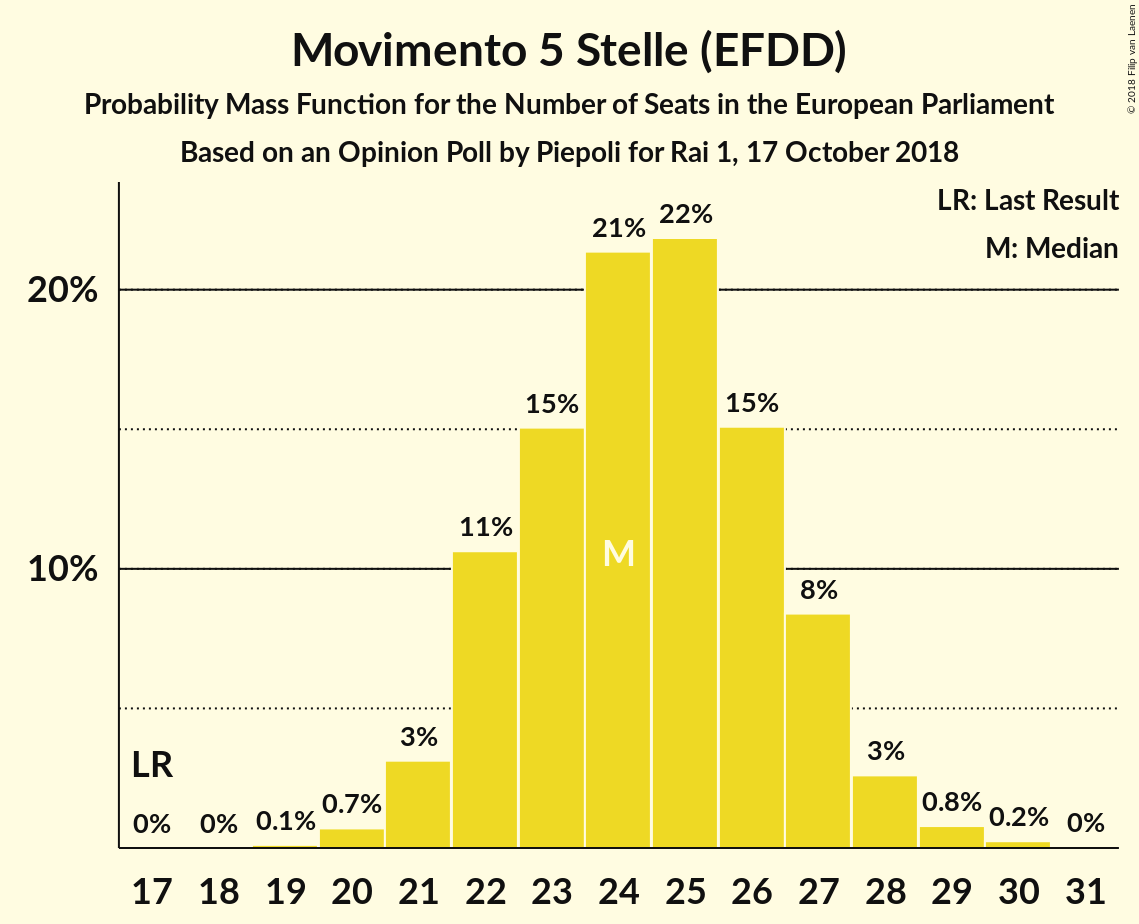 Movimento 5 Stelle (EFDD)
Probability Mass Function for the Number of Seats in the European Parliament
Based on an Opinion Poll by Piepoli for Rai 1, 17 October 2018
© 2018 Filip van Laenen
LR: Last Result
M: Median
20%
10%
LR
0%
0%
0.1%
0.7%
3%
11%
15%
21%
22%
15%
8%
3%
0.8%
0.2%
0%
M
17 18 19 20 21 22 23 24 25 26 27 28 29 30 31